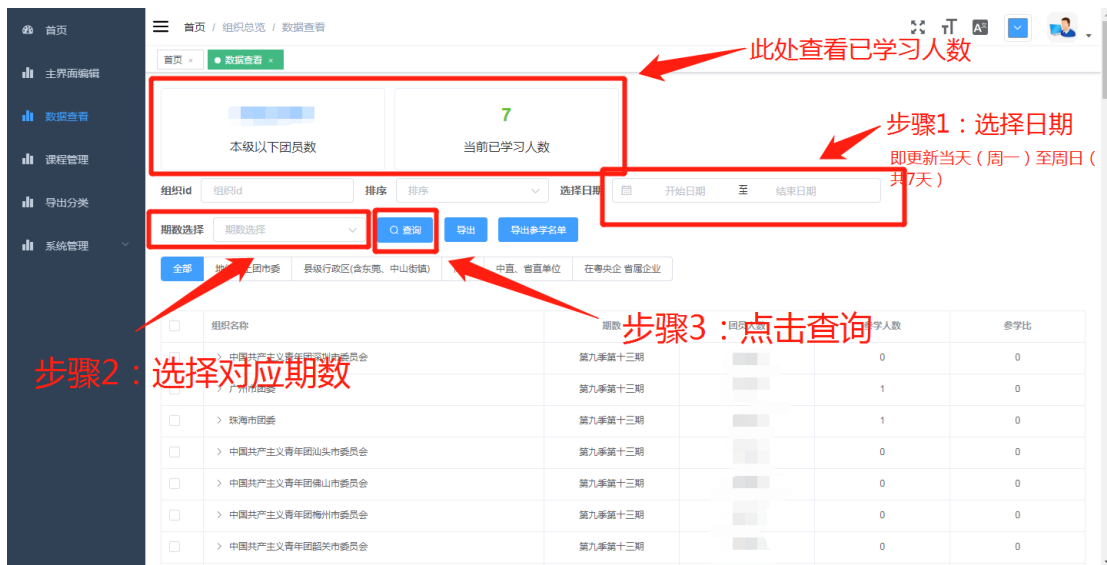 首页
首页 / 组织总览 / 数据查看
首页 ×
数据查看 ×
此处查看已学习人数
主界面编辑
数据查看
课程管理
导出分类
系统管理
本级以下团员数
7
当前已学习人数
步骤1：选择日期
即更新当天（周一）至周日（
共7天）
组织id 组织id
排序 排序
选择日期 开始日期 至 结束日期
期数选择 期数选择
查询
导出
导出参学名单
全部
县级行政区(含东莞、中山街镇)
中直、省直单位
在粤央企 省属企业
步骤3：点击查询
步骤2：选择对应期数
组织名称 期数 团员人数 参学人数 参学比
中国共产主义青年团深圳市委员会 第九季第十三期 0 0
广州市团委 第九季第十三期 1 0
珠海市团委 第九季第十三期 1 0
中国共产主义青年团汕头市委员会 第九季第十三期 0 0
中国共产主义青年团佛山市委员会 第九季第十三期 0 0
中国共产主义青年团梅州市委员会 第九季第十三期 0 0
中国共产主义青年团韶关市委员会 第九季第十三期 0 0